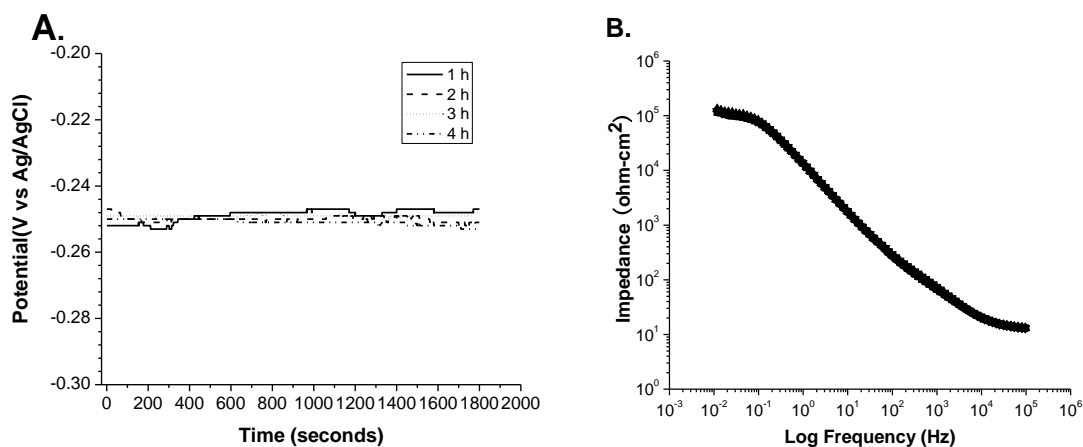 A.
-0.20
-0.22
-0.24
-0.26
-0.28
-0.30
Potential(V vs Ag/AgCl)
1 h
2 h
3 h
4 h
0 200 400 600 800 1000 1200 1400 1600 1800 2000
Time (seconds)
B.
10^6
10^5
10^4
10^3
10^2
10^1
10^0
Impedance (ohm-cm^2)
10^-3 10^-2 10^-1 10^0 10^1 10^2 10^3 10^4 10^5 10^6
Log Frequency (Hz)